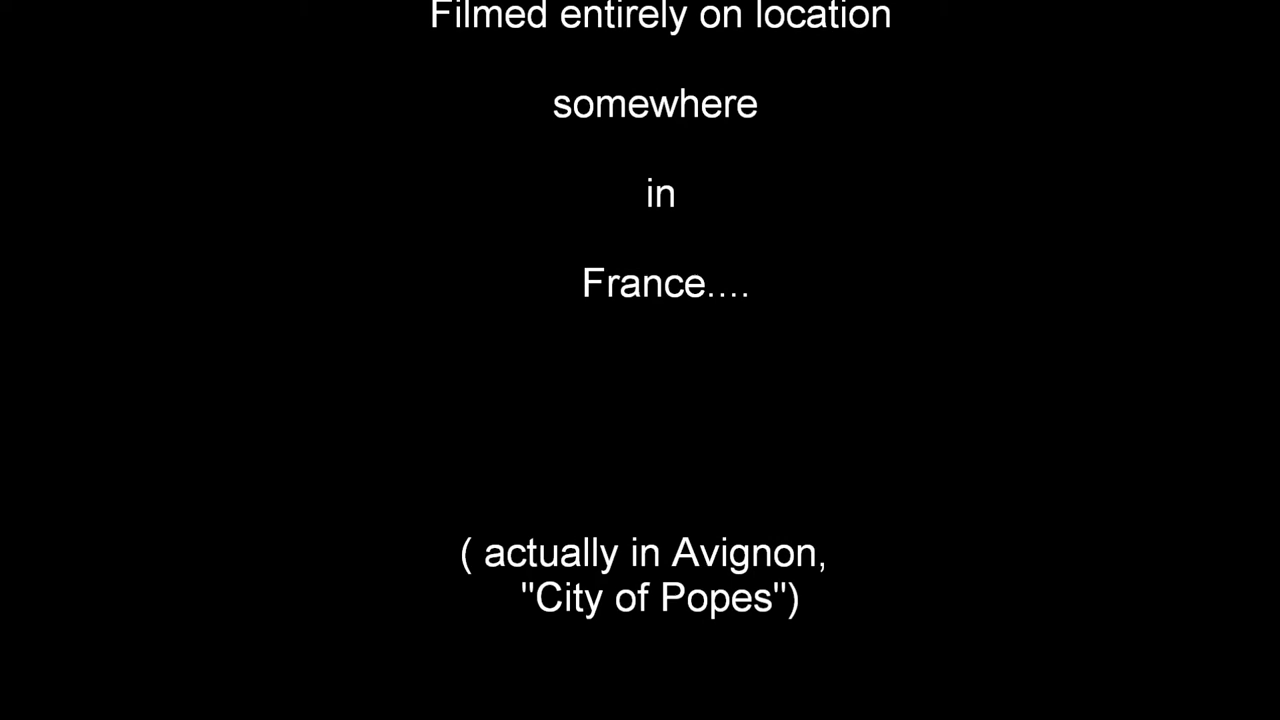 Filmed entirely on location
somewhere
in
France....
( actually in Avignon,
"City of Popes")